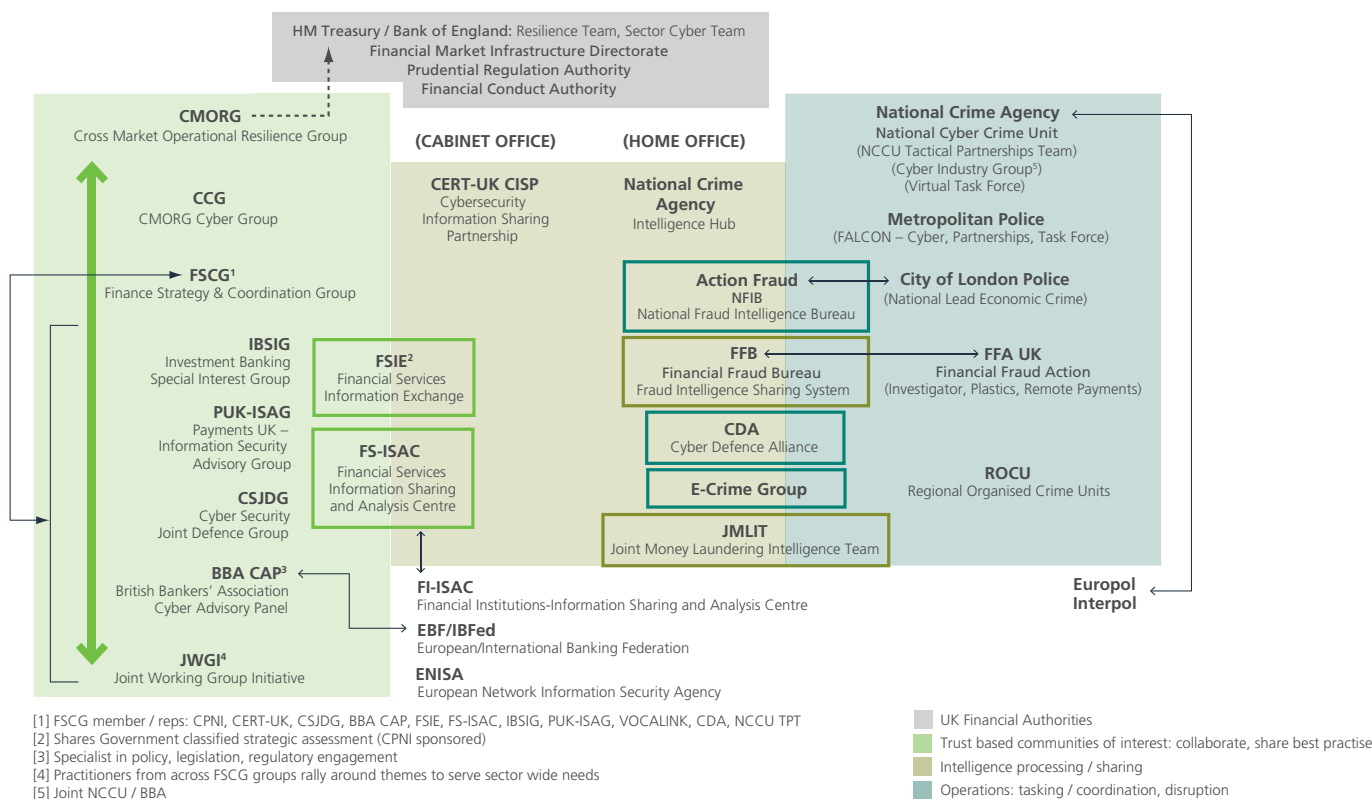 HM Treasury / Bank of England: Resilience Team, Sector Cyber Team
Financial Market Infrastructure Directorate
Prudential Regulation Authority
Financial Conduct Authority
CMORG
Cross Market Operational Resilience Group
CCG
CMORG Cyber Group
FSCG¹
Finance Strategy & Coordination Group
IBSIG
Investment Banking
Special Interest Group
PUK-ISAG
Payments UK –
Information Security
Advisory Group
CSJDG
Cyber Security
Joint Defence Group
BBA CAP³
British Bankers' Association
Cyber Advisory Panel
JWGI⁴
Joint Working Group Initiative
FSIE²
Financial Services
Information Exchange
FS-ISAC
Financial Services
Information Sharing
and Analysis Centre
(CABINET OFFICE)
CERT-UK CISP
Cybersecurity
Information Sharing
Partnership
(HOME OFFICE)
National Crime
Agency
Intelligence Hub
Action Fraud
NFIB
National Fraud Intelligence Bureau
FFB
Financial Fraud Bureau
Fraud Intelligence Sharing System
CDA
Cyber Defence Alliance
E-Crime Group
JMLIT
Joint Money Laundering Intelligence Team
National Crime Agency
National Cyber Crime Unit
(NCCU Tactical Partnerships Team)
(Cyber Industry Group⁵)
(Virtual Task Force)
Metropolitan Police
(FALCON – Cyber, Partnerships, Task Force)
City of London Police
(National Lead Economic Crime)
FFA UK
Financial Fraud Action
(Investigator, Plastics, Remote Payments)
ROCU
Regional Organised Crime Units
Europol
Interpol
FI-ISAC
Financial Institutions-Information Sharing and Analysis Centre
EBF/IBFed
European/International Banking Federation
ENISA
European Network Information Security Agency
[1] FSCG member / reps: CPNI, CERT-UK, CSJDG, BBA CAP, FSIE, FS-ISAC, IBSIG, PUK-ISAG, VOCALINK, CDA, NCCU TPT
[2] Shares Government classified strategic assessment (CPNI sponsored)
[3] Specialist in policy, legislation, regulatory engagement
[4] Practitioners from across FSCG groups rally around themes to serve sector wide needs
[5] Joint NCCU / BBA
UK Financial Authorities
Trust based communities of interest: collaborate, share best practise
Intelligence processing / sharing
Operations: tasking / coordination, disruption